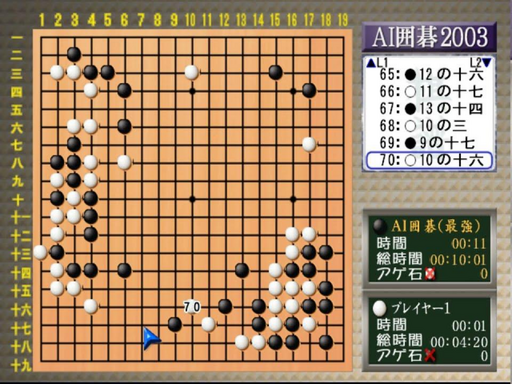 1 2 3 4 5 6 7 8 9 10 11 12 13 14 15 16 17 18 19
一
二
三
四
五
六
七
八
九
十
十一
十二
十三
十四
十五
十六
十七
十八
十九
70
AI囲碁2003
▲L1 L2▼
65:●12の十六
66:○11の十七
67:●13の十四
68:○10の三
69:●9の十七
70:○10の十六
AI囲碁(最強)
時間 00:11
総時間 00:10:01
アゲ石 0
プレイヤー1
時間 00:01
総時間 00:04:20
アゲ石 0